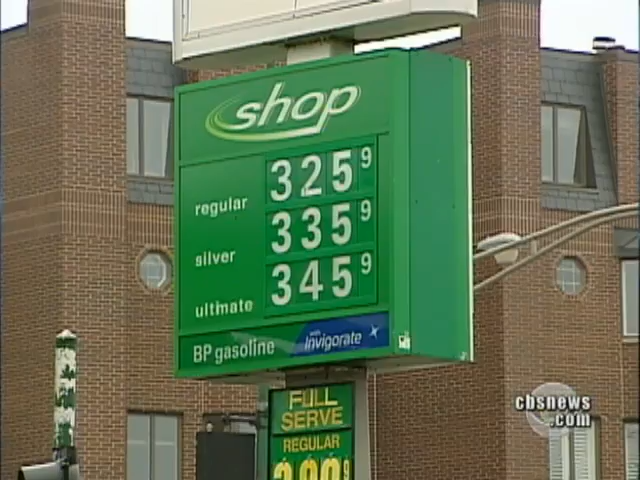 shop
regular 325 9
silver 335 9
ultimate 345 9
BP gasoline with invigorate
FULL
SERVE
REGULAR
cbsnews
.com